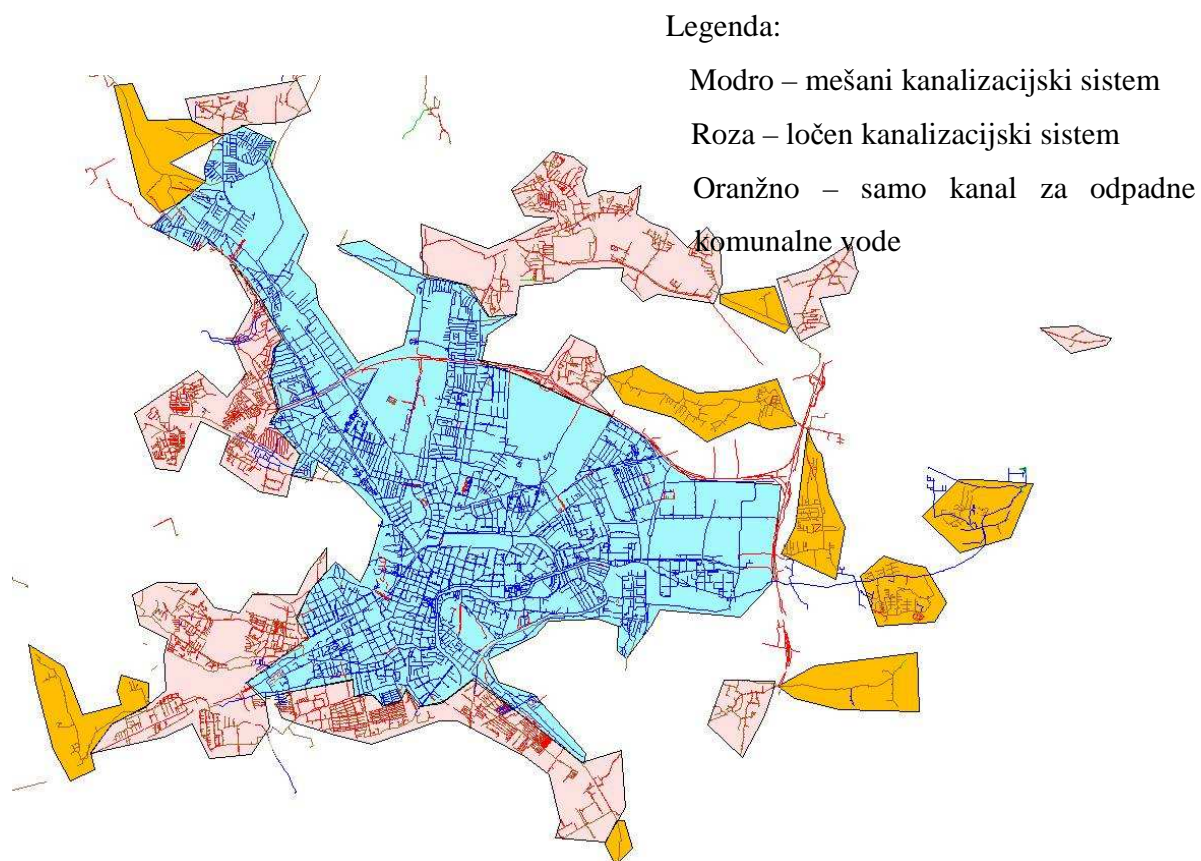 Legenda:
Modro – mešani kanalizacijski sistem
Roza – ločen kanalizacijski sistem
Oranžno – samo kanal za odpadne
komunalne vode